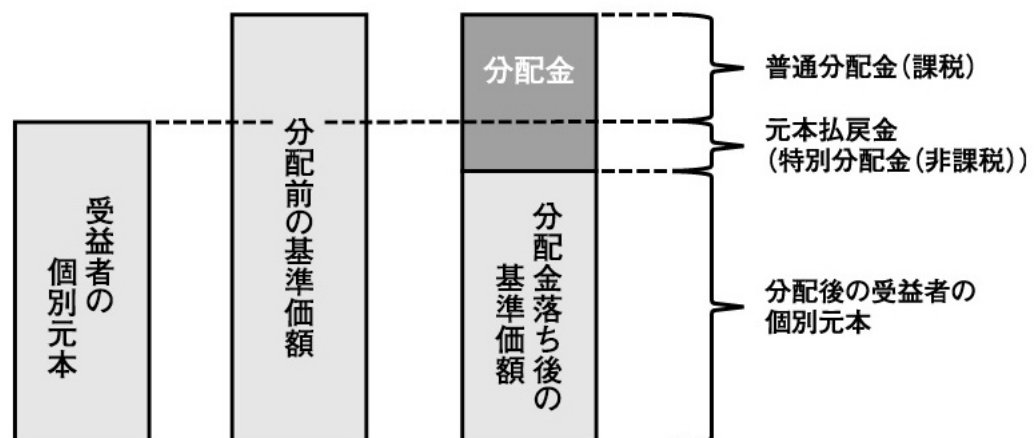 受益者の
個別元本
分配前の基準価額
分配金
分配金落ち後の
基準価額
普通分配金(課税)
元本払戻金
(特別分配金(非課税))
分配後の受益者の
個別元本